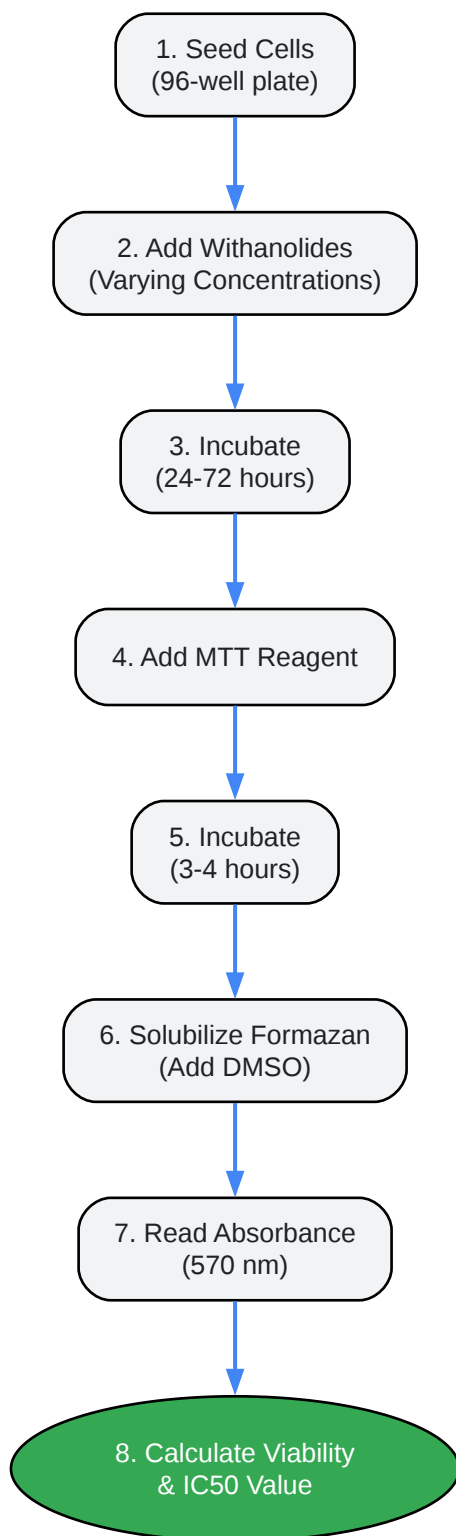 1. Seed Cells
(96-well plate)
2. Add Withanolides
(Varying Concentrations)
3. Incubate
(24-72 hours)
4. Add MTT Reagent
5. Incubate
(3-4 hours)
6. Solubilize Formazan
(Add DMSO)
7. Read Absorbance
(570 nm)
8. Calculate Viability
& IC50 Value